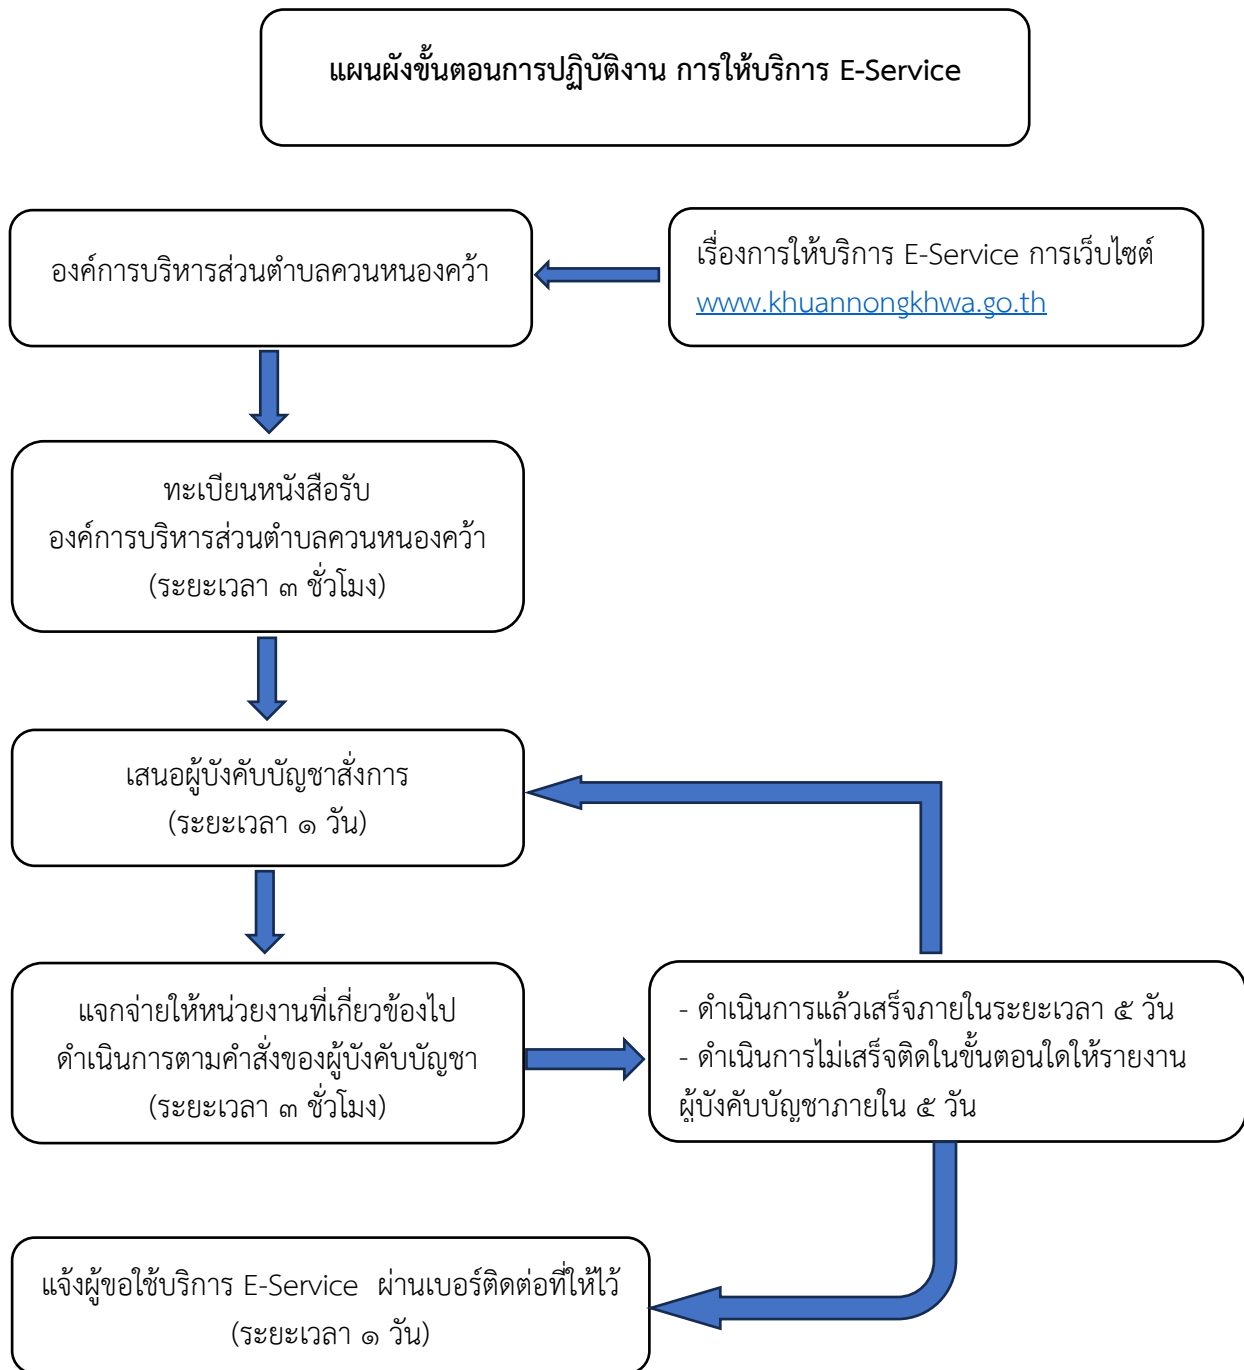 แผนผังขั้นตอนการปฏิบัติงาน การให้บริการ E-Service
องค์การบริหารส่วนตำบลควนหนองคว้า
เรื่องการให้บริการ E-Service การเว็บไซต์
www.khuannongkhwa.go.th
ทะเบียนหนังสือรับ
องค์การบริหารส่วนตำบลควนหนองคว้า
(ระยะเวลา ๓ ชั่วโมง)
เสนอผู้บังคับบัญชาสั่งการ
(ระยะเวลา ๑ วัน)
แจกจ่ายให้หน่วยงานที่เกี่ยวข้องไป
ดำเนินการตามคำสั่งของผู้บังคับบัญชา
(ระยะเวลา ๓ ชั่วโมง)
- ดำเนินการแล้วเสร็จภายในระยะเวลา ๕ วัน
- ดำเนินการไม่เสร็จติดในขั้นตอนใดให้รายงาน
ผู้บังคับบัญชาภายใน ๕ วัน
แจ้งผู้ขอใช้บริการ E-Service ผ่านเบอร์ติดต่อที่ให้ไว้
(ระยะเวลา ๑ วัน)